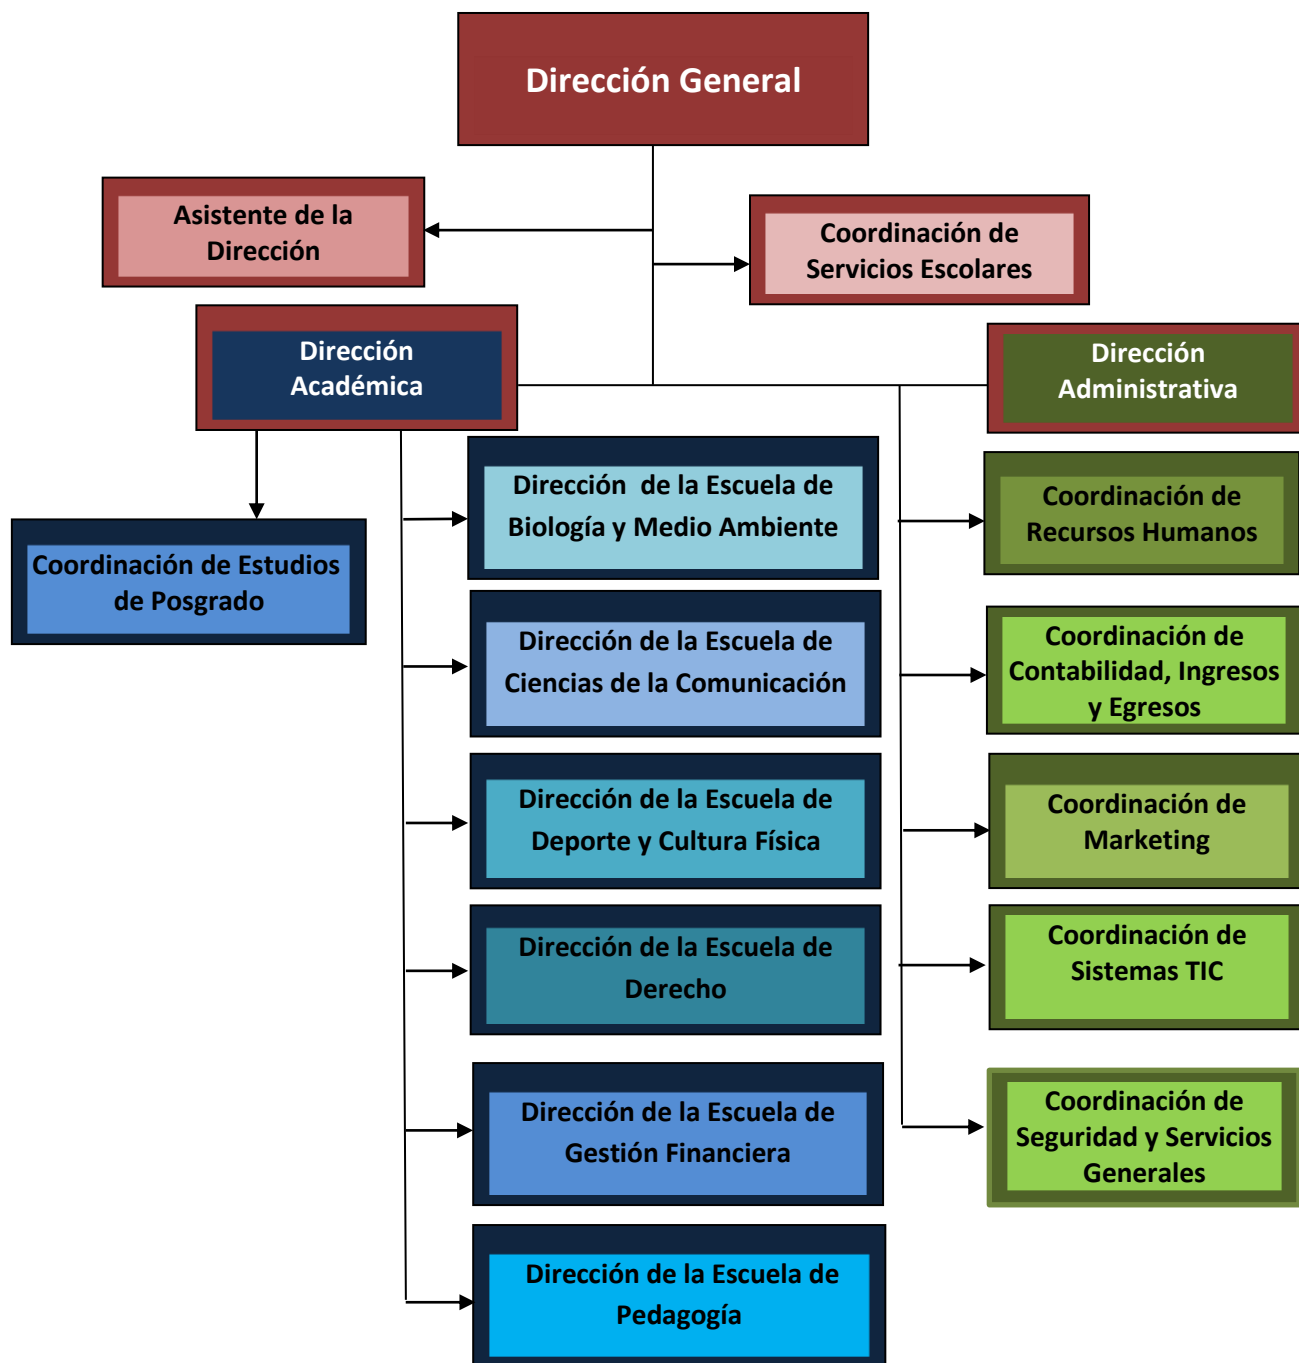 Dirección General
Asistente de la
Dirección
Coordinación de
Servicios Escolares
Dirección
Académica
Dirección
Administrativa
Coordinación de Estudios
de Posgrado
Dirección de la Escuela de
Biología y Medio Ambiente
Dirección de la Escuela de
Ciencias de la Comunicación
Dirección de la Escuela de
Deporte y Cultura Física
Dirección de la Escuela de
Derecho
Dirección de la Escuela de
Gestión Financiera
Dirección de la Escuela de
Pedagogía
Coordinación de
Recursos Humanos
Coordinación de
Contabilidad, Ingresos
y Egresos
Coordinación de
Marketing
Coordinación de
Sistemas TIC
Coordinación de
Seguridad y Servicios
Generales